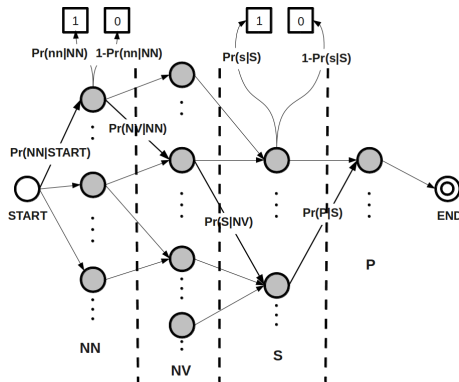 1 0 1 0
Pr(nn|NN) 1-Pr(nn|NN) Pr(s|S) 1-Pr(s|S)
Pr(NV|NN)
Pr(NN|START)
START Pr(S|NV) Pr(P|S) END
P
NN NV S